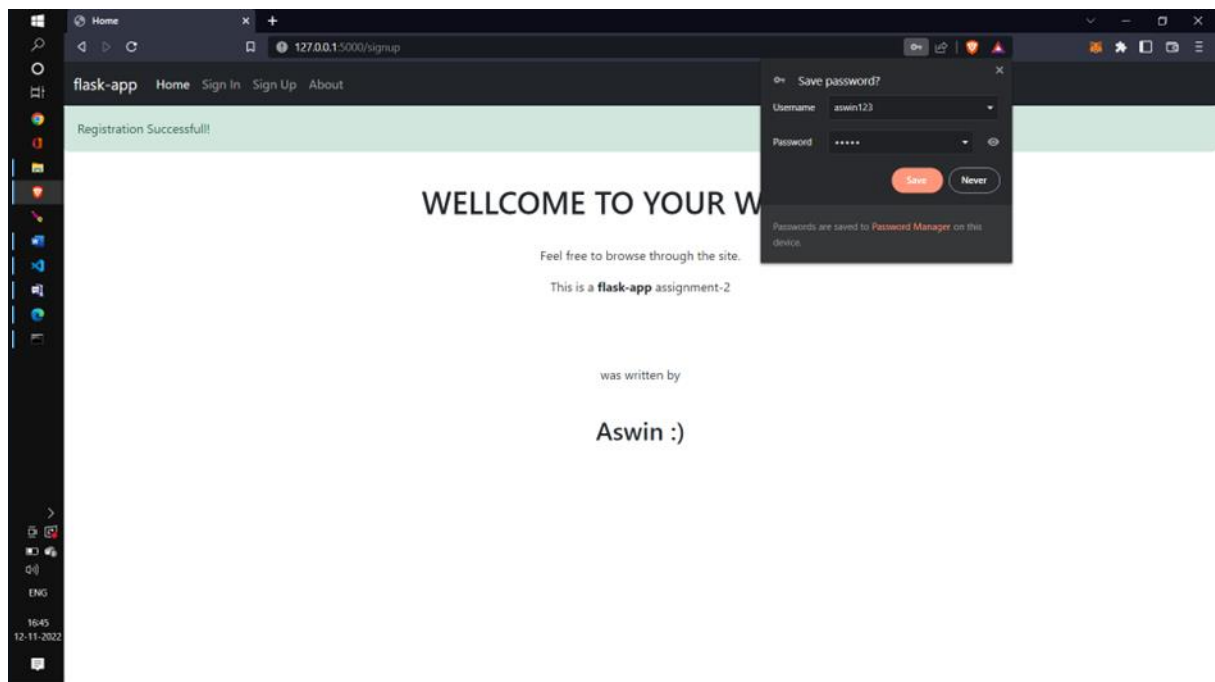 Home
127.0.0.1:5000/signup
flask-app Home Sign In Sign Up About
Registration Successfull!
WELLCOME TO YOUR W
Feel free to browse through the site.
This is a flask-app assignment-2
was written by
Aswin :)
Save password?
Username aswin123
Password •••••
Save Never
Passwords are saved to Password Manager on this
device.
ENG
16:45
12-11-2022